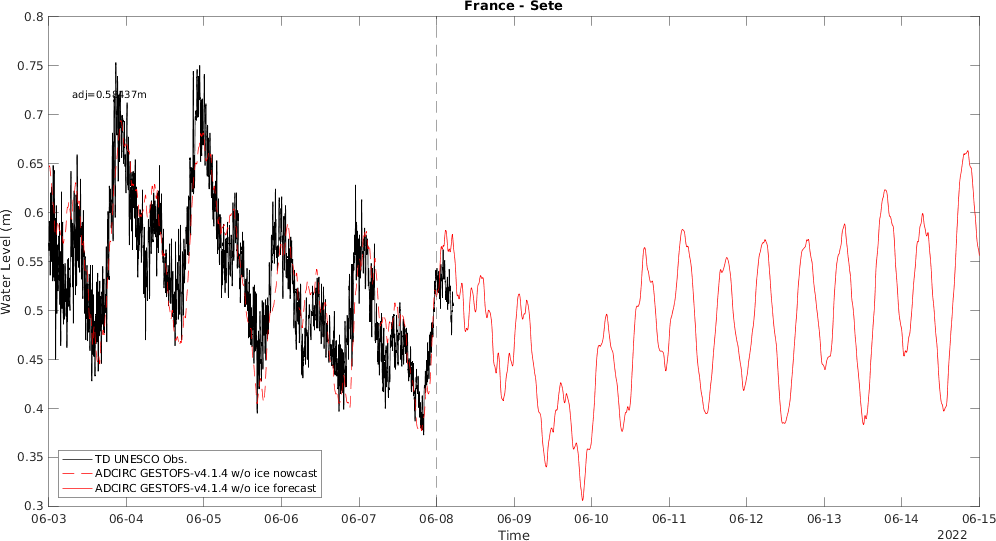 France - Sete
0.8
0.75
0.7
0.65
0.6
0.55
0.5
0.45
0.4
0.35
0.3
Water Level (m)
TD UNESCO Obs.
ADCIRC GESTOFS-v4.1.4 w/o ice nowcast
ADCIRC GESTOFS-v4.1.4 w/o ice forecast
06-03 06-04 06-05 06-06 06-07 06-08 06-09 06-10 06-11 06-12 06-13 06-14 06-15
Time
2022